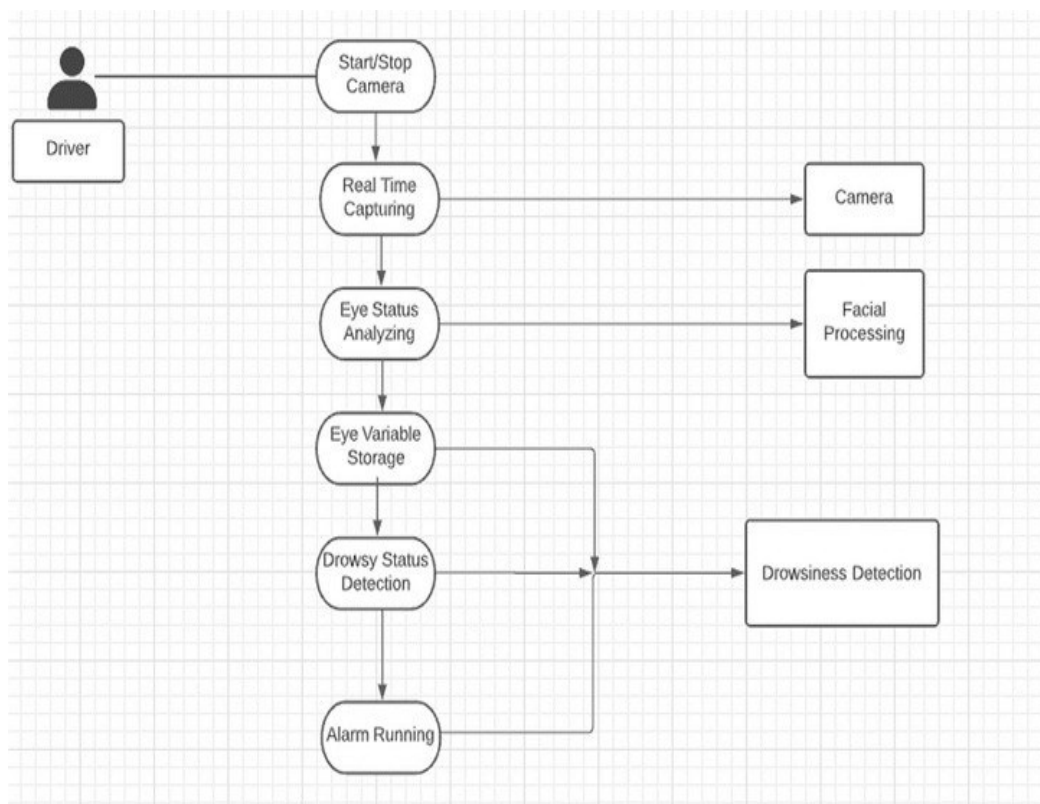 Start/Stop
Camera
Driver
Real Time
Capturing
Camera
Eye Status
Analyzing
Facial
Processing
Eye Variable
Storage
Drowsy Status
Detection
Drowsiness Detection
Alarm Running